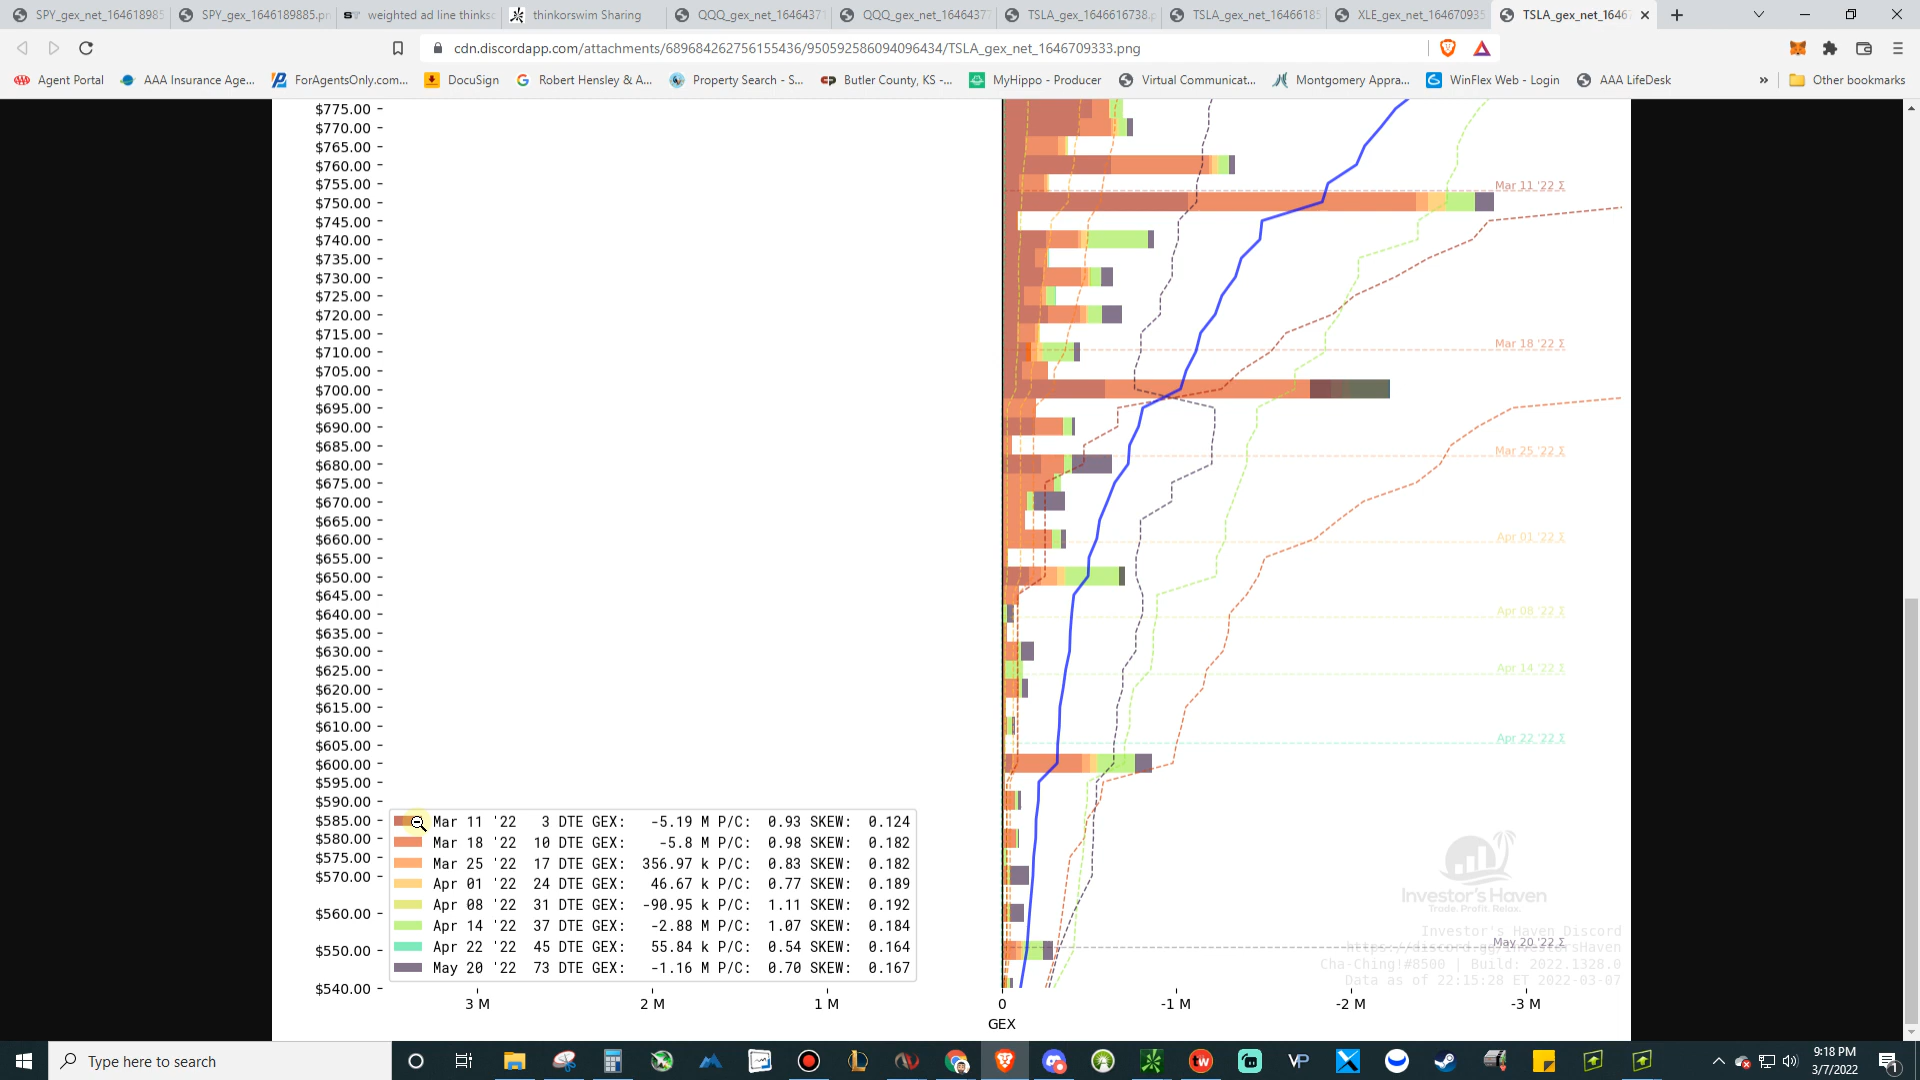 SPY_gex_net_164618985
SPY_gex_1646189885.pn
weighted ad line thinkso
thinkorswim Sharing
QQQ_gex_net_16464371
QQQ_gex_net_16464377
TSLA_gex_1646616738.p
TSLA_gex_net_16466185
XLE_gex_net_164670935
TSLA_gex_net_16467
cdn.discordapp.com/attachments/689684262756155436/950592586094096434/TSLA_gex_net_1646709333.png
Agent Portal
AAA Insurance Age...
ForAgentsOnly.com...
DocuSign
Robert Hensley & A...
Property Search - S...
Butler County, KS -...
MyHippo - Producer
Virtual Communicat...
Montgomery Appra...
WinFlex Web - Login
AAA LifeDesk
Other bookmarks
$775.00
$770.00
$765.00
$760.00
$755.00
$750.00
$745.00
$740.00
$735.00
$730.00
$725.00
$720.00
$715.00
$710.00
$705.00
$700.00
$695.00
$690.00
$685.00
$680.00
$675.00
$670.00
$665.00
$660.00
$655.00
$650.00
$645.00
$640.00
$635.00
$630.00
$625.00
$620.00
$615.00
$610.00
$605.00
$600.00
$595.00
$590.00
$585.00
$580.00
$575.00
$570.00
$560.00
$550.00
$540.00
Mar 11 '22 Σ
Mar 18 '22 Σ
Mar 25 '22 Σ
Apr 01 '22 Σ
Apr 08 '22 Σ
Apr 14 '22 Σ
Apr 22 '22 Σ
May 20 '22 Σ
Mar 11 '22 3 DTE GEX: -5.19 M P/C: 0.93 SKEW: 0.124
Mar 18 '22 10 DTE GEX: -5.8 M P/C: 0.98 SKEW: 0.182
Mar 25 '22 17 DTE GEX: 356.97 k P/C: 0.83 SKEW: 0.182
Apr 01 '22 24 DTE GEX: 46.67 k P/C: 0.77 SKEW: 0.189
Apr 08 '22 31 DTE GEX: -90.95 k P/C: 1.11 SKEW: 0.192
Apr 14 '22 37 DTE GEX: -2.88 M P/C: 1.07 SKEW: 0.184
Apr 22 '22 45 DTE GEX: 55.84 k P/C: 0.54 SKEW: 0.164
May 20 '22 73 DTE GEX: -1.16 M P/C: 0.70 SKEW: 0.167
Investor's Haven
Trade. Profit. Relax.
Investor's Haven Discord
Cha-Ching!#8500 | Build: 2022.1328.0
Data as of 22:15:28 ET 2022-03-07
3 M
2 M
1 M
0
-1 M
-2 M
-3 M
GEX
Type here to search
9:18 PM
3/7/2022